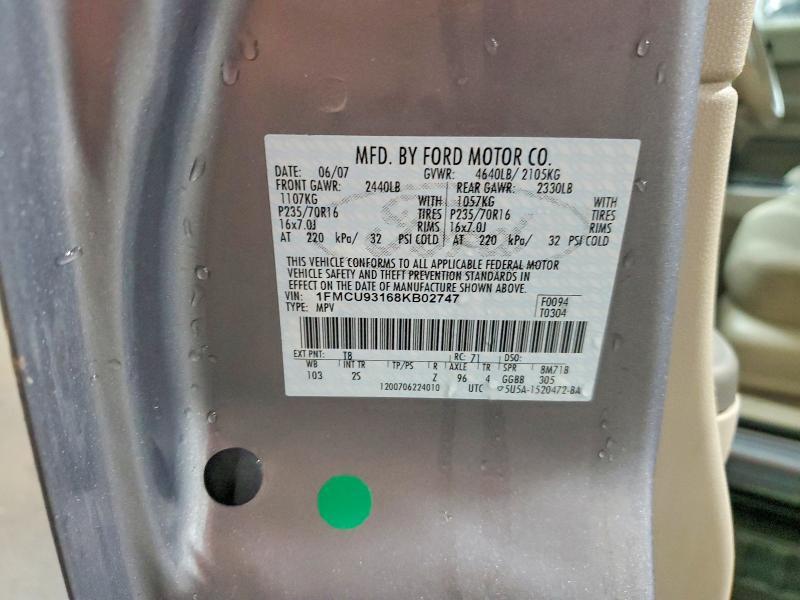 MFD. BY FORD MOTOR CO.
DATE: 06/07 GVWR: 4640LB/ 2105KG
FRONT GAWR: 2440LB REAR GAWR: 2330LB
1107KG WITH 1057KG WITH
P235/70R16 TIRES P235/70R16 TIRES
16x7.0J RIMS 16x7.0J RIMS
AT 220 kPa/ 32 PSI COLD AT 220 kPa/ 32 PSI COLD
THIS VEHICLE CONFORMS TO ALL APPLICABLE FEDERAL MOTOR
VEHICLE SAFETY AND THEFT PREVENTION STANDARDS IN
EFFECT ON THE DATE OF MANUFACTURE SHOWN ABOVE.
VIN: 1FMCU93168KB02747 F0094
TYPE: MPV T0304
EXT PNT: T8 RC: 71 DSO:
WB INT TR TP/PS R AXLE TR SPR 8M71B
103 2S Z 96 4 GGBB 305
1200706224010 UTC 5U5A-1520472-BA